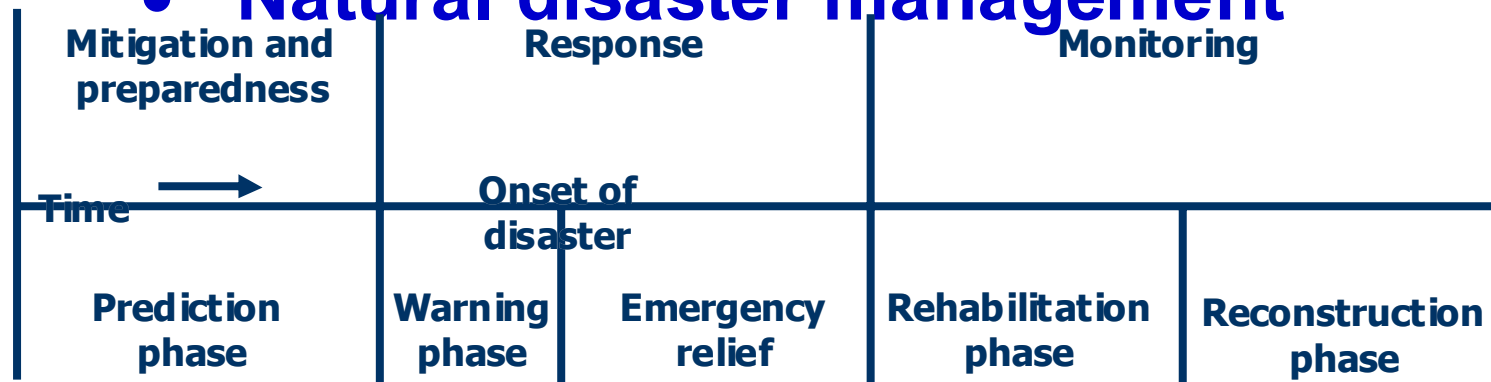 • Natural disaster management
Mitigation and
preparedness
Response
Monitoring
Time
Onset of
disaster
Prediction
phase
Warning
phase
Emergency
relief
Rehabilitation
phase
Reconstruction
phase